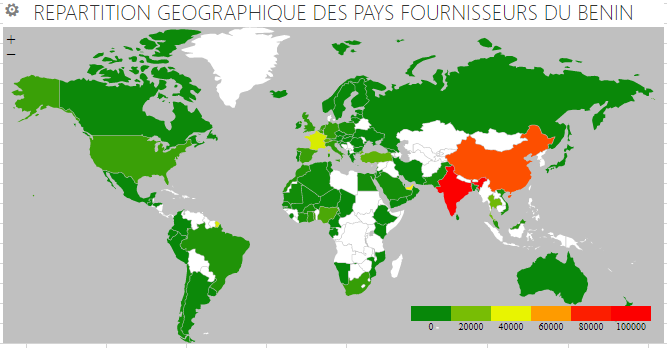 REPARTITION GEOGRAPHIQUE DES PAYS FOURNISSEURS DU BENIN
+
−
0 20000 40000 60000 80000 100000